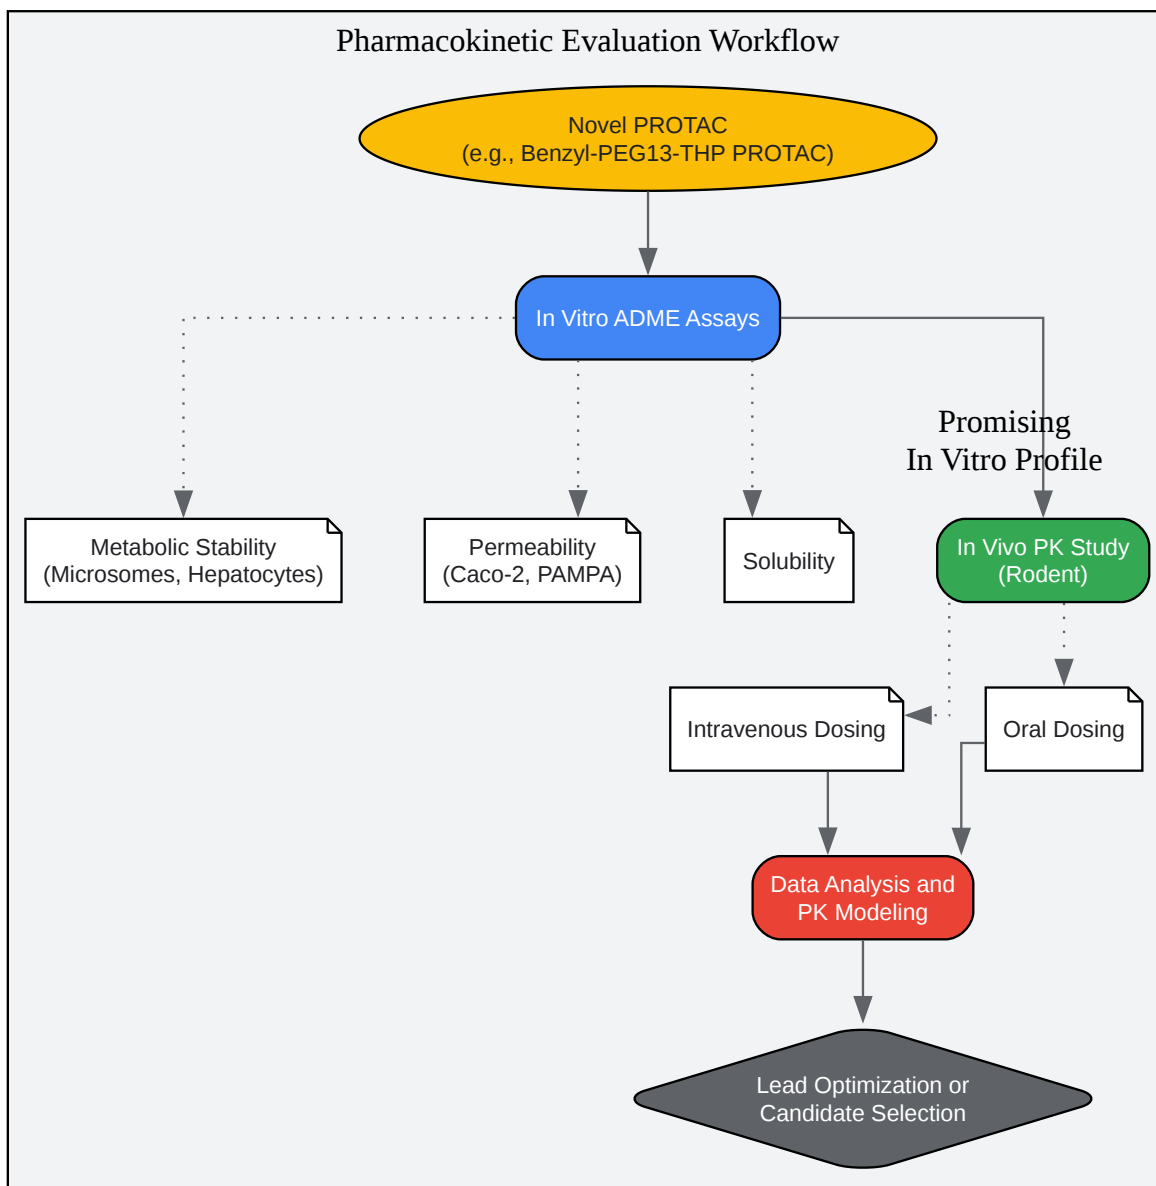 Pharmacokinetic Evaluation Workflow
Novel PROTAC
(e.g., Benzyl-PEG13-THP PROTAC)
In Vitro ADME Assays
Promising
In Vitro Profile
Metabolic Stability
(Microsomes, Hepatocytes)
Permeability
(Caco-2, PAMPA)
Solubility
In Vivo PK Study
(Rodent)
Intravenous Dosing
Oral Dosing
Data Analysis and
PK Modeling
Lead Optimization or
Candidate Selection